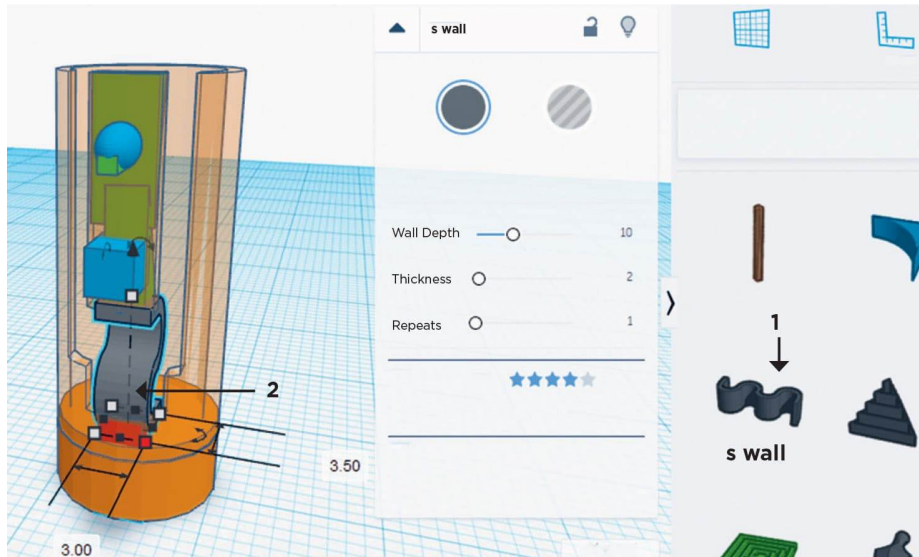 s wall
Wall Depth 10
Thickness 2
Repeats 1
1
2
s wall
3.50
3.00